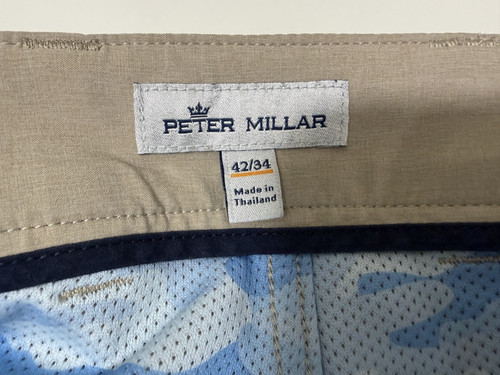 PETER MILLAR
42/34
Made in
Thailand